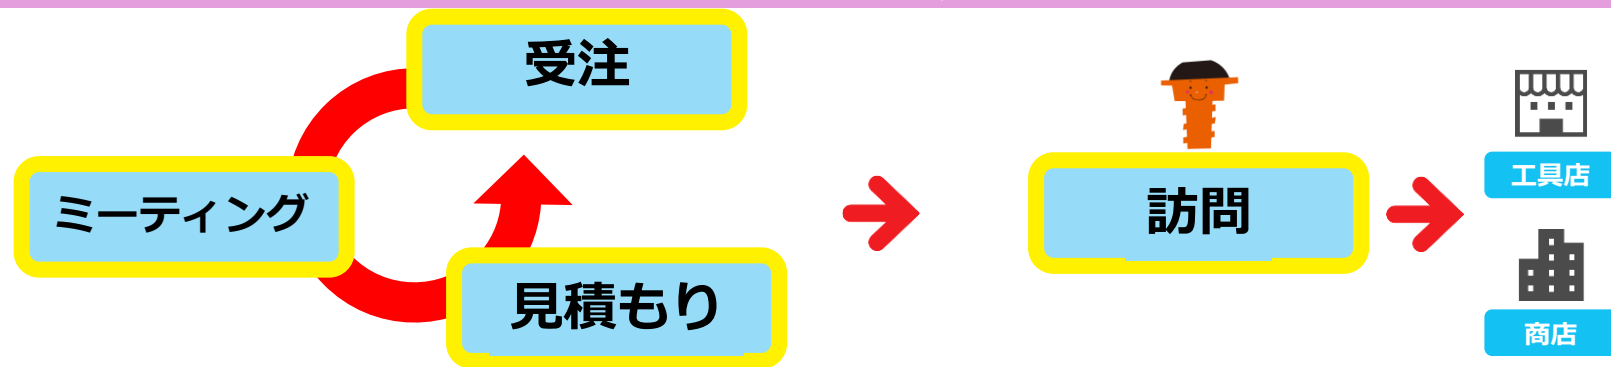 受注
ミーティング
見積もり
訪問
工具店
商店